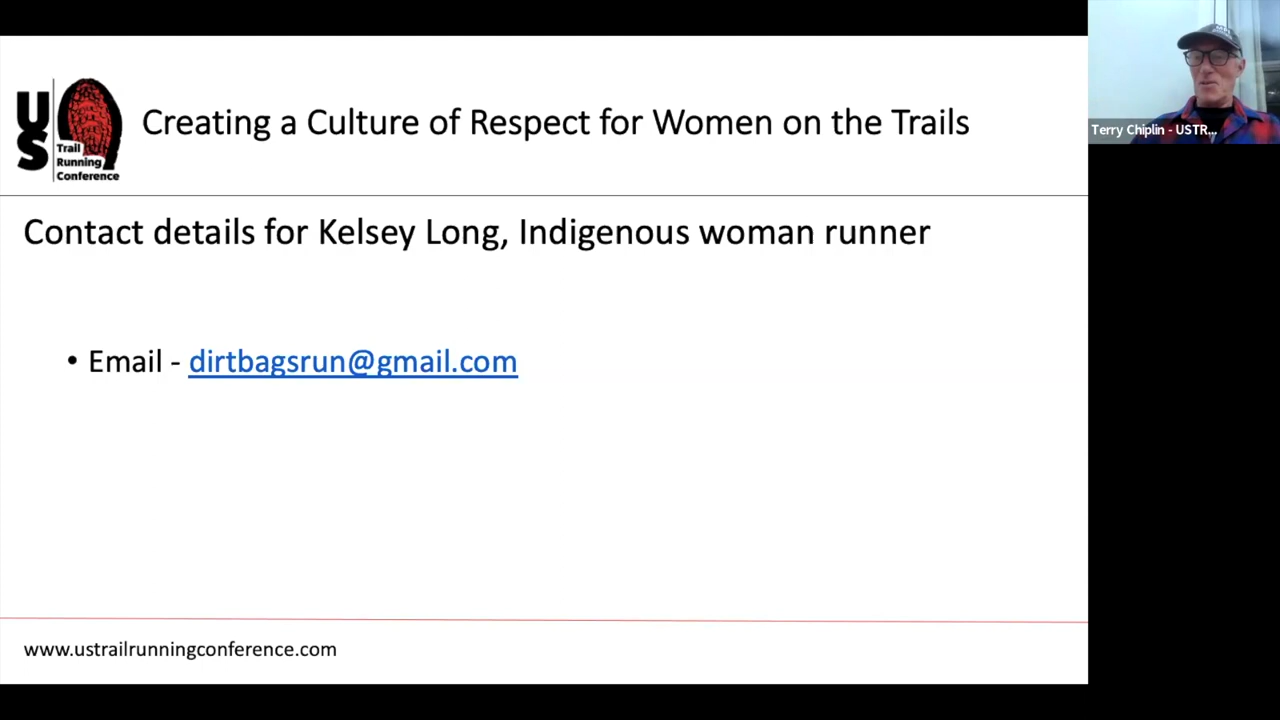 US
Trail
Running
Conference
Creating a Culture of Respect for Women on the Trails
Contact details for Kelsey Long, Indigenous woman runner
• Email - dirtbagsrun@gmail.com
www.ustrailrunningconference.com
Terry Chiplin - USTR...